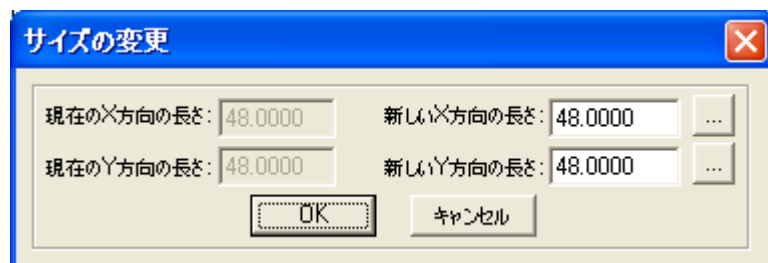 サイズの変更
現在のX方向の長さ: 48.0000 新しいX方向の長さ: 48.0000 ...
現在のY方向の長さ: 48.0000 新しいY方向の長さ: 48.0000 ...
OK キャンセル